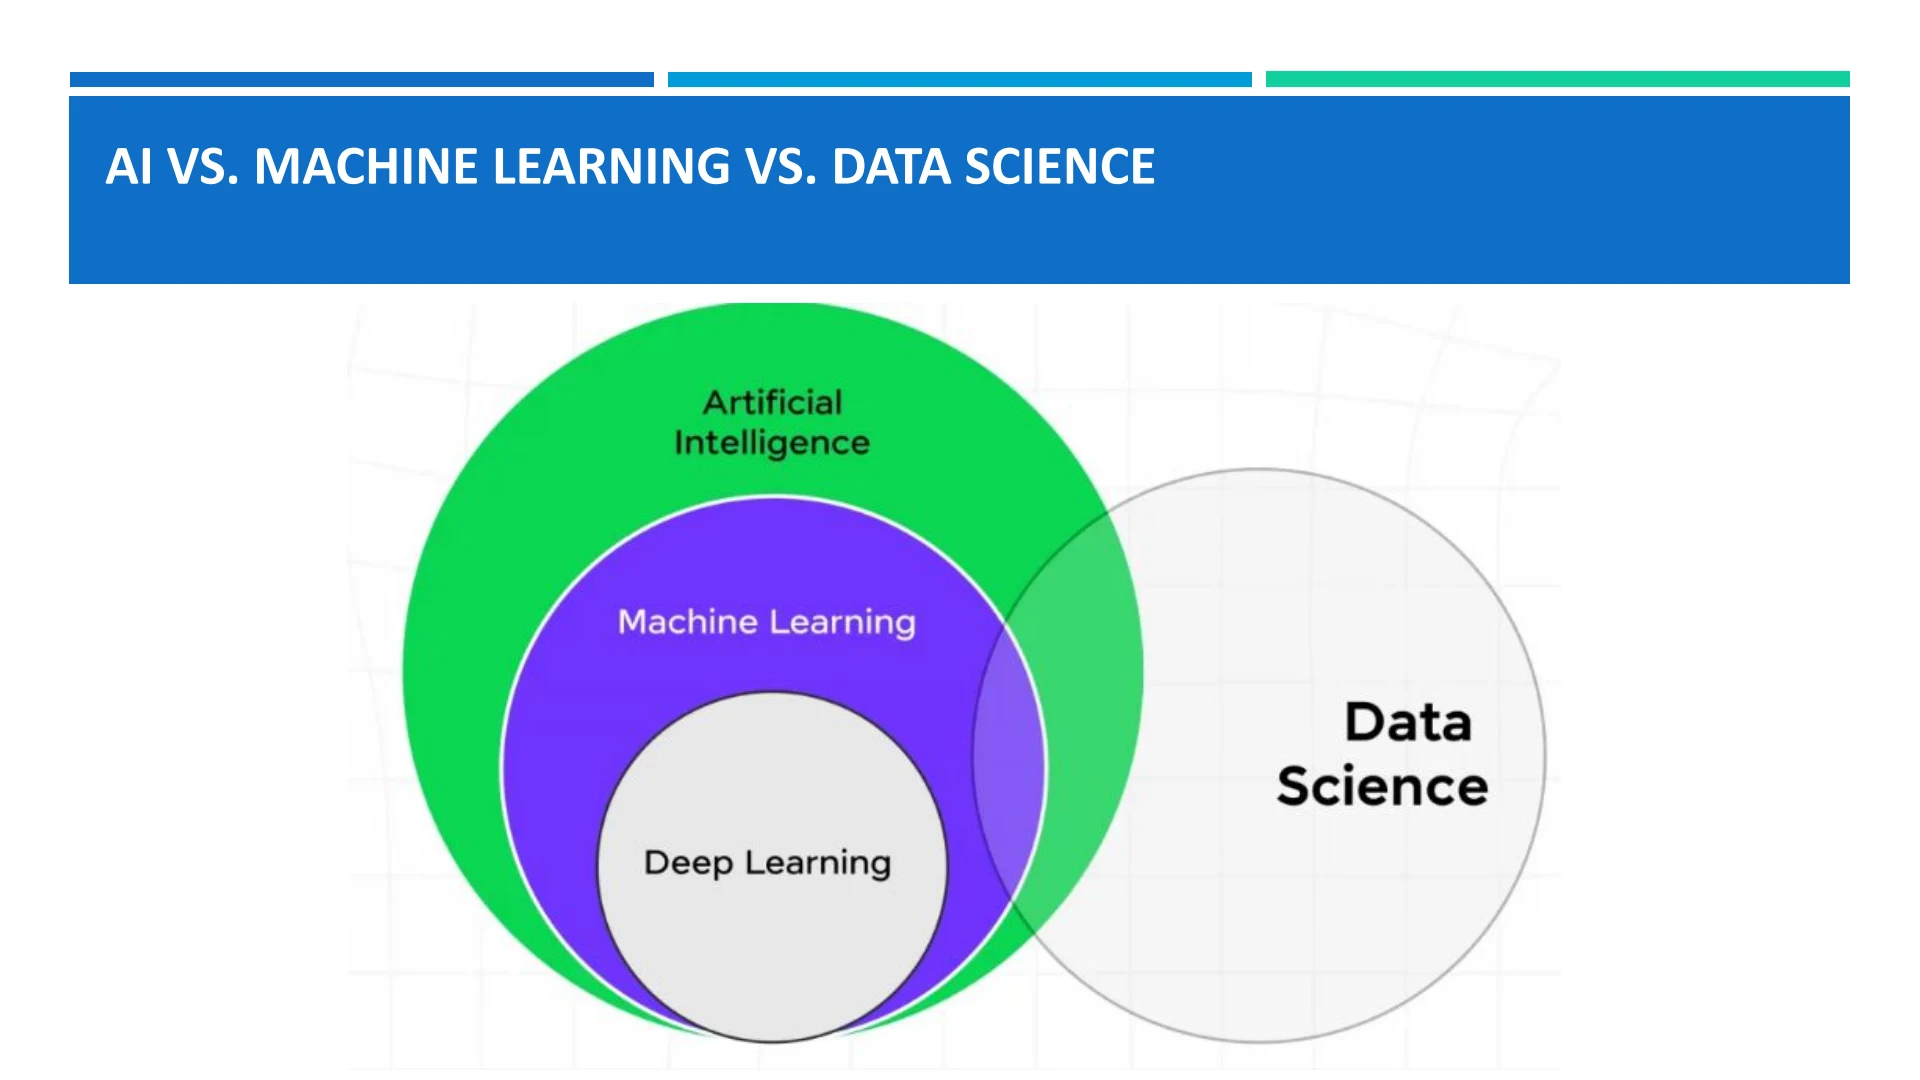 AI VS. MACHINE LEARNING VS. DATA SCIENCE
Artificial
Intelligence
Machine Learning
Deep Learning
Data
Science